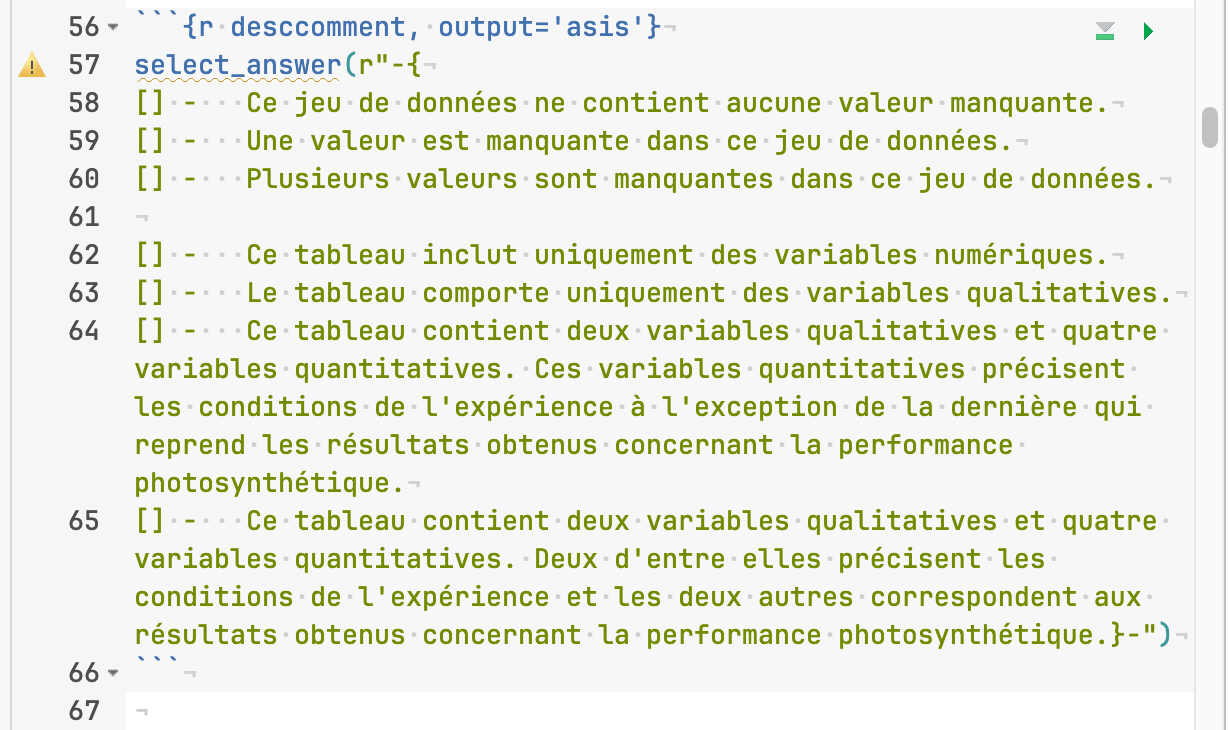 56 ```{r desccomment, output='asis'}
57 select_answer(r"-{
58 [] -   Ce jeu de données ne contient aucune valeur manquante.
59 [] -   Une valeur est manquante dans ce jeu de données.
60 [] -   Plusieurs valeurs sont manquantes dans ce jeu de données.
61
62 [] -   Ce tableau inclut uniquement des variables numériques.
63 [] -   Le tableau comporte uniquement des variables qualitatives.
64 [] -   Ce tableau contient deux variables qualitatives et quatre
variables quantitatives. Ces variables quantitatives précisent
les conditions de l'expérience à l'exception de la dernière qui
reprend les résultats obtenus concernant la performance
photosynthétique.
65 [] -   Ce tableau contient deux variables qualitatives et quatre
variables quantitatives. Deux d'entre elles précisent les
conditions de l'expérience et les deux autres correspondent aux
résultats obtenus concernant la performance photosynthétique.}-")
66 ```
67